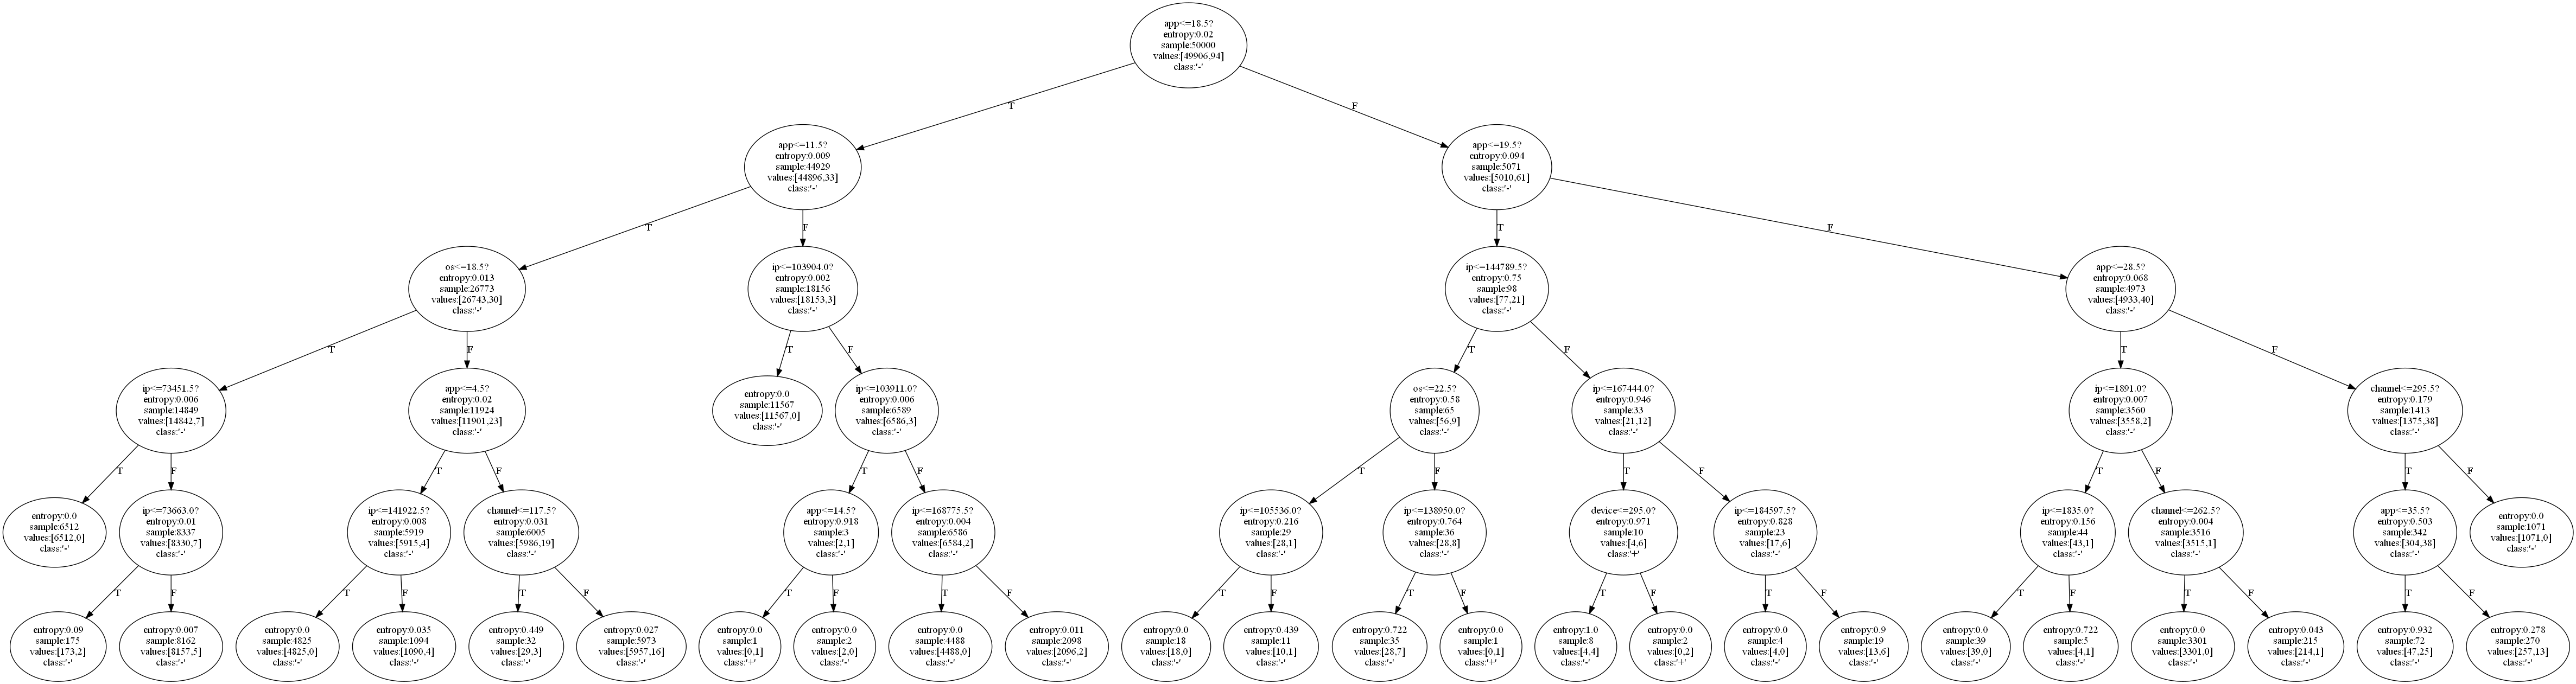 app<=18.5?
entropy:0.02
sample:50000
values:[49906,94]
class:'-'
T
F
app<=11.5?
entropy:0.009
sample:44929
values:[44896,33]
class:'-'
app<=19.5?
entropy:0.094
sample:5071
values:[5010,61]
class:'-'
T
F
T
F
os<=18.5?
entropy:0.013
sample:26773
values:[26743,30]
class:'-'
ip<=103904.0?
entropy:0.002
sample:18156
values:[18153,3]
class:'-'
ip<=144789.5?
entropy:0.75
sample:98
values:[77,21]
class:'-'
app<=28.5?
entropy:0.068
sample:4973
values:[4933,40]
class:'-'
T
F
T
F
T
F
T
F
ip<=73451.5?
entropy:0.006
sample:14849
values:[14842,7]
class:'-'
app<=4.5?
entropy:0.02
sample:11924
values:[11901,23]
class:'-'
entropy:0.0
sample:11567
values:[11567,0]
class:'-'
ip<=103911.0?
entropy:0.006
sample:6589
values:[6586,3]
class:'-'
os<=22.5?
entropy:0.58
sample:65
values:[56,9]
class:'-'
ip<=167444.0?
entropy:0.946
sample:33
values:[21,12]
class:'-'
ip<=1891.0?
entropy:0.007
sample:3560
values:[3558,2]
class:'-'
channel<=295.5?
entropy:0.179
sample:1413
values:[1375,38]
class:'-'
T
F
T
F
T
F
T
F
T
F
T
F
T
F
entropy:0.0
sample:6512
values:[6512,0]
class:'-'
ip<=73663.0?
entropy:0.01
sample:8337
values:[8330,7]
class:'-'
ip<=141922.5?
entropy:0.008
sample:5919
values:[5915,4]
class:'-'
channel<=117.5?
entropy:0.031
sample:6005
values:[5986,19]
class:'-'
app<=14.5?
entropy:0.918
sample:3
values:[2,1]
class:'-'
ip<=168775.5?
entropy:0.004
sample:6586
values:[6584,2]
class:'-'
ip<=105536.0?
entropy:0.216
sample:29
values:[28,1]
class:'-'
ip<=138950.0?
entropy:0.764
sample:36
values:[28,8]
class:'-'
device<=295.0?
entropy:0.971
sample:10
values:[4,6]
class:'+'
ip<=184597.5?
entropy:0.828
sample:23
values:[17,6]
class:'-'
ip<=1835.0?
entropy:0.156
sample:44
values:[43,1]
class:'-'
channel<=262.5?
entropy:0.004
sample:3516
values:[3515,1]
class:'-'
app<=35.5?
entropy:0.503
sample:342
values:[304,38]
class:'-'
entropy:0.0
sample:1071
values:[1071,0]
class:'-'
T
F
T
F
T
F
T
F
T
F
T
F
T
F
T
F
T
F
T
F
T
F
T
F
entropy:0.09
sample:175
values:[173,2]
class:'-'
entropy:0.007
sample:8162
values:[8157,5]
class:'-'
entropy:0.0
sample:4825
values:[4825,0]
class:'-'
entropy:0.035
sample:1094
values:[1090,4]
class:'-'
entropy:0.449
sample:32
values:[29,3]
class:'-'
entropy:0.027
sample:5973
values:[5957,16]
class:'-'
entropy:0.0
sample:1
values:[0,1]
class:'+'
entropy:0.0
sample:2
values:[2,0]
class:'-'
entropy:0.0
sample:4488
values:[4488,0]
class:'-'
entropy:0.011
sample:2098
values:[2096,2]
class:'-'
entropy:0.0
sample:18
values:[18,0]
class:'-'
entropy:0.439
sample:11
values:[10,1]
class:'-'
entropy:0.722
sample:35
values:[28,7]
class:'-'
entropy:0.0
sample:1
values:[0,1]
class:'+'
entropy:1.0
sample:8
values:[4,4]
class:'-'
entropy:0.0
sample:2
values:[0,2]
class:'+'
entropy:0.0
sample:4
values:[4,0]
class:'-'
entropy:0.9
sample:19
values:[13,6]
class:'-'
entropy:0.0
sample:39
values:[39,0]
class:'-'
entropy:0.722
sample:5
values:[4,1]
class:'-'
entropy:0.0
sample:3301
values:[3301,0]
class:'-'
entropy:0.043
sample:215
values:[214,1]
class:'-'
entropy:0.932
sample:72
values:[47,25]
class:'-'
entropy:0.278
sample:270
values:[257,13]
class:'-'